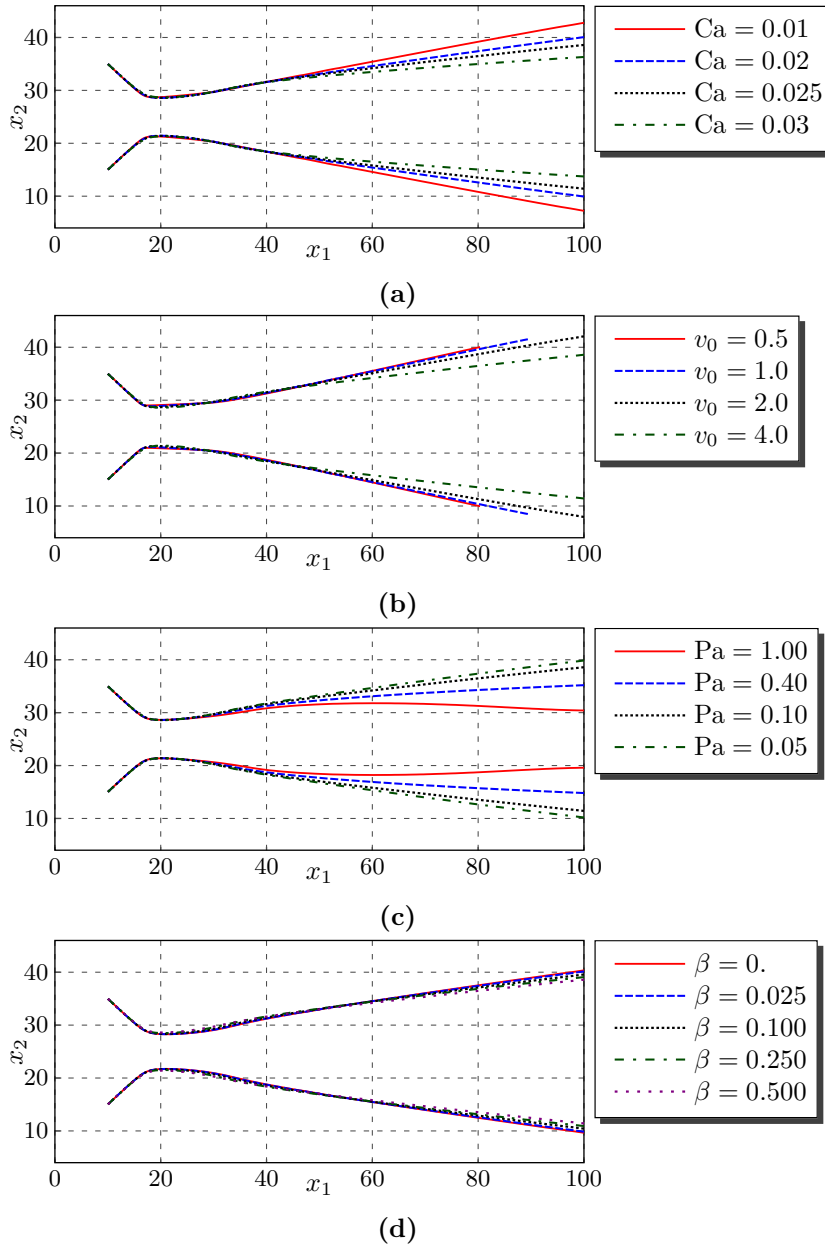 40
30
20
10
x₂
0
20
40
60
80
100
x₁
Ca = 0.01
Ca = 0.02
Ca = 0.025
Ca = 0.03
(a)
40
30
20
10
x₂
0
20
40
60
80
100
x₁
v₀ = 0.5
v₀ = 1.0
v₀ = 2.0
v₀ = 4.0
(b)
40
30
20
10
x₂
0
20
40
60
80
100
x₁
Pa = 1.00
Pa = 0.40
Pa = 0.10
Pa = 0.05
(c)
40
30
20
10
x₂
0
20
40
60
80
100
x₁
β = 0.
β = 0.025
β = 0.100
β = 0.250
β = 0.500
(d)